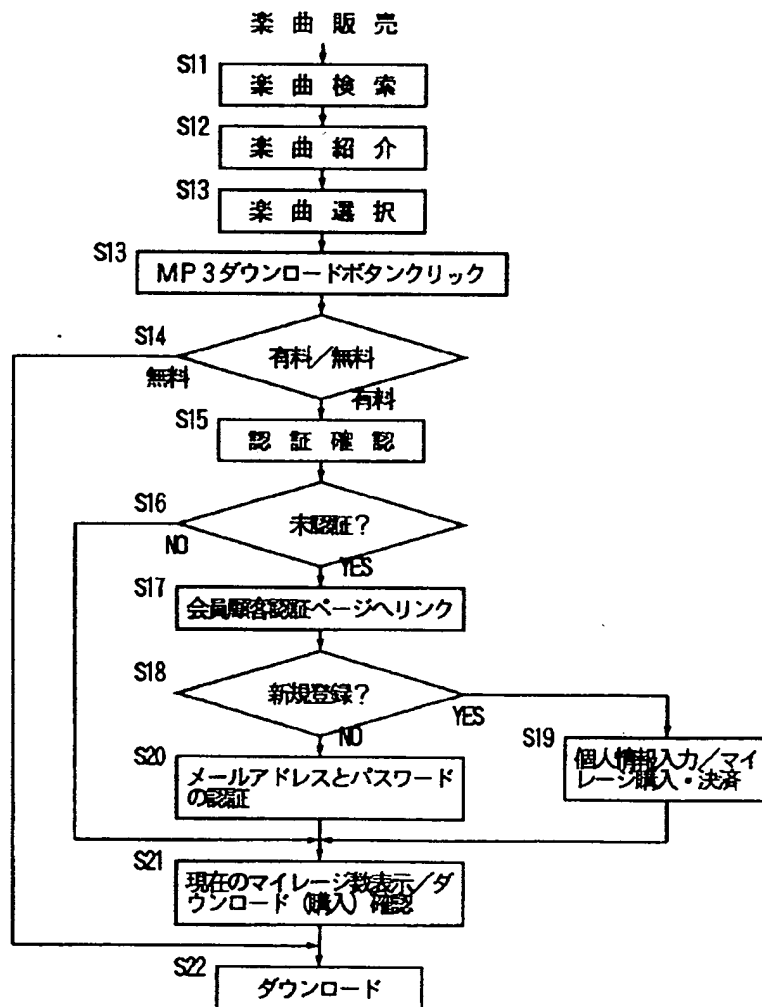 楽曲販売
S11
楽曲検索
S12
楽曲紹介
S13
楽曲選択
S13
MP3ダウンロードボタンクリック
S14
有料／無料
無料
有料
S15
認証確認
S16
未認証?
NO
YES
S17
会員顧客認証ページへリンク
S18
新規登録?
YES
NO
S19
個人情報入力／マイ
レージ購入・決済
S20
メールアドレスとパスワード
の認証
S21
現在のマイレージ数表示／ダ
ウンロード（購入）確認
S22
ダウンロード